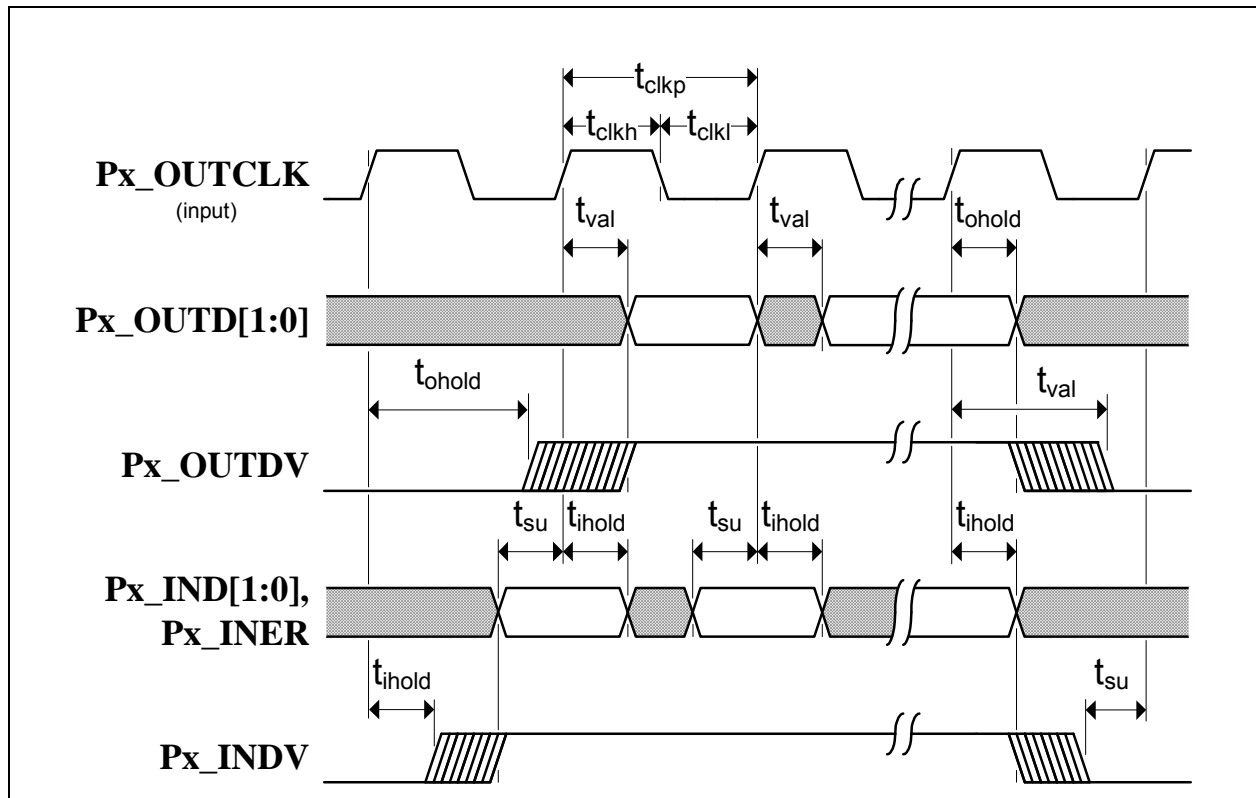 tclkp
tclkh tclkl
Px_OUTCLK
(input)
tval tval tohold
Px_OUTD[1:0]
tohold tval
Px_OUTDV
tsu tihold tsu tihold tihold
Px_IND[1:0],
Px_INER
tihold tsu
Px_INDV